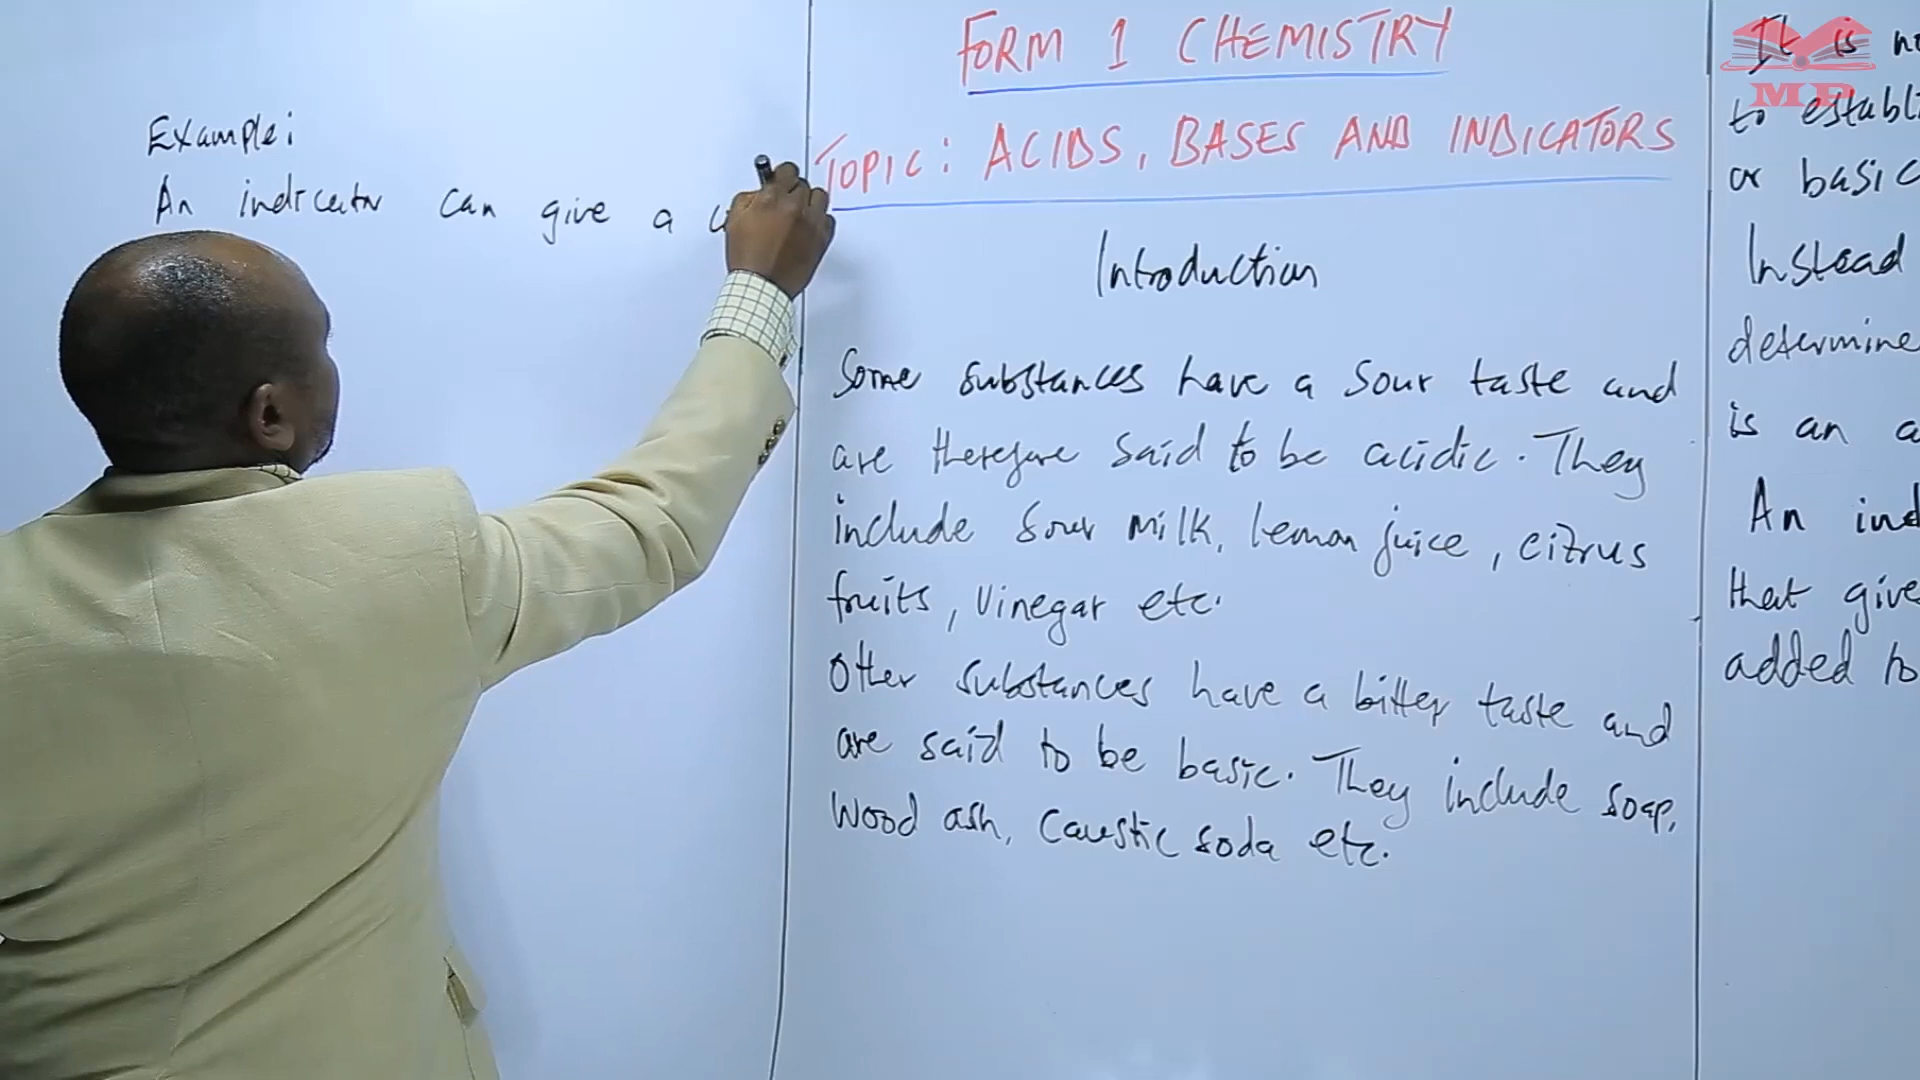 Example:
An indicator can give a
FORM 1 CHEMISTRY
TOPIC: ACIDS, BASES AND INDICATORS
Introduction
Some substances have a sour taste and
are therefore said to be acidic. They
include sour milk, lemon juice, citrus
fruits, vinegar etc.
Other substances have a bitter taste and
are said to be basic. They include soap,
wood ash, caustic soda etc.
It is
to
or basic
Instead
determine
is an
An
that
added to
MP